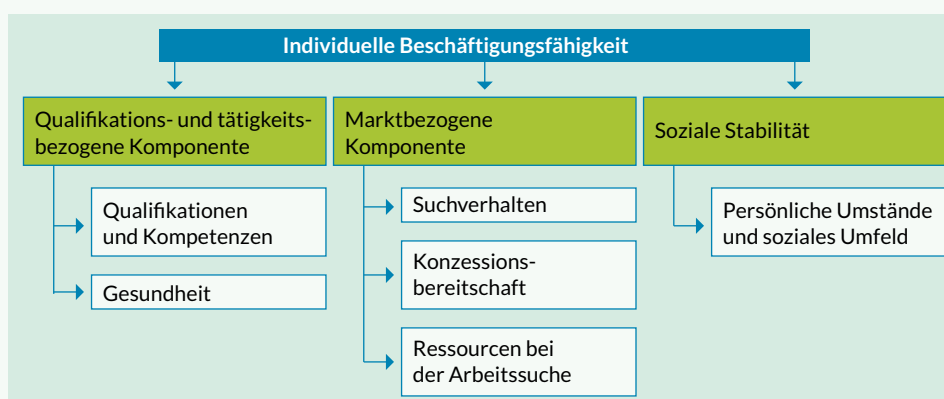 Individuelle Beschäftigungsfähigkeit
Qualifikations- und tätigkeits-
bezogene Komponente
Qualifikationen
und Kompetenzen
Gesundheit
Marktbezogene
Komponente
Suchverhalten
Konzessions-
bereitschaft
Ressourcen bei
der Arbeitssuche
Soziale Stabilität
Persönliche Umstände
und soziales Umfeld